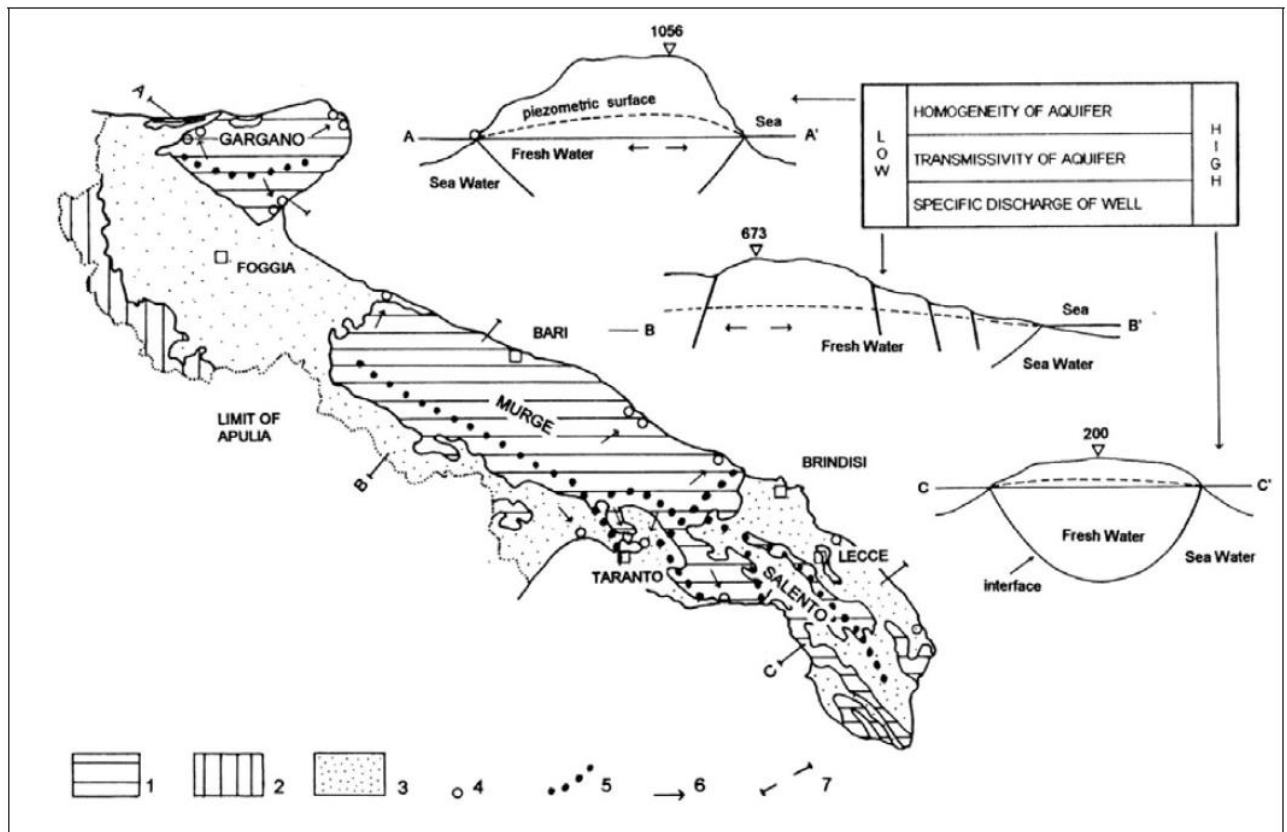 1056
A
GARGANO
piezometric surface
Sea
A
A'
Fresh Water
Sea Water
LOW
HOMOGENEITY OF AQUIFER
TRANSMISSIVITY OF AQUIFER
SPECIFIC DISCHARGE OF WELL
HIGH
FOGGIA
673
BARI
B
Sea
B'
Fresh Water
Sea Water
LIMIT OF
APULIA
MURGE
B
BRINDISI
200
C
C'
Fresh Water
Sea Water
interface
TARANTO
SALENTO
LECCE
C
1
2
3
4
5
6
7